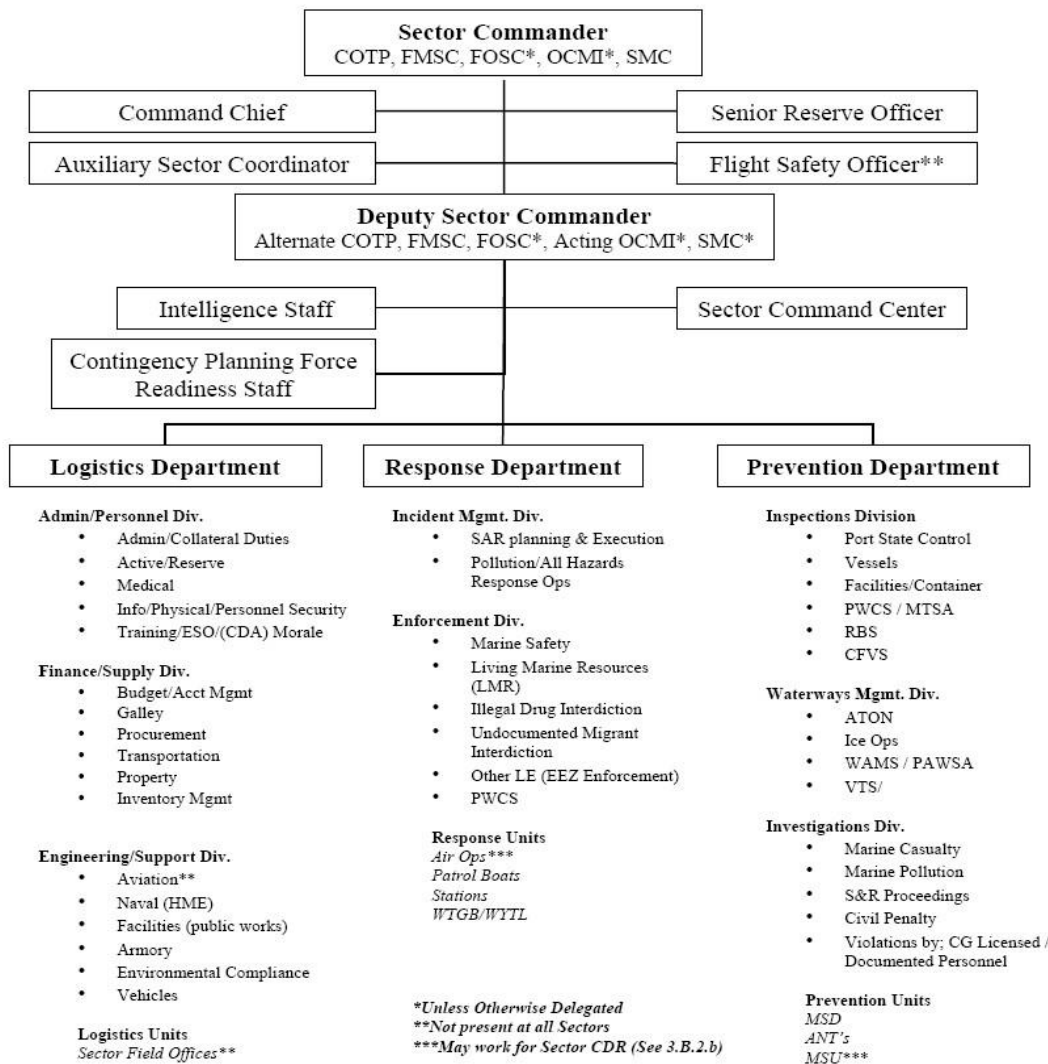 Sector Commander
COTP, FMSC, FOSC*, OCMI*, SMC
Command Chief
Senior Reserve Officer
Auxiliary Sector Coordinator
Flight Safety Officer**
Deputy Sector Commander
Alternate COTP, FMSC, FOSC*, Acting OCMI*, SMC*
Intelligence Staff
Sector Command Center
Contingency Planning Force
Readiness Staff
Logistics Department
Admin/Personnel Div.
• Admin/Collateral Duties
• Active/Reserve
• Medical
• Info/Physical/Personnel Security
• Training/ESO/(CDA) Morale
Finance/Supply Div.
• Budget/Acct Mgmt
• Galley
• Procurement
• Transportation
• Property
• Inventory Mgmt
Engineering/Support Div.
• Aviation**
• Naval (HME)
• Facilities (public works)
• Armory
• Environmental Compliance
• Vehicles
Logistics Units
Sector Field Offices**
Response Department
Incident Mgmt. Div.
• SAR planning & Execution
• Pollution/All Hazards
Response Ops
Enforcement Div.
• Marine Safety
• Living Marine Resources
(LMR)
• Illegal Drug Interdiction
• Undocumented Migrant
Interdiction
• Other LE (EEZ Enforcement)
• PWCS
Response Units
Air Ops***
Patrol Boats
Stations
WTGB/WYTL
*Unless Otherwise Delegated
**Not present at all Sectors
***May work for Sector CDR (See 3.B.2.b)
Prevention Department
Inspections Division
• Port State Control
• Vessels
• Facilities/Container
• PWCS / MTSA
• RBS
• CFVS
Waterways Mgmt. Div.
• ATON
• Ice Ops
• WAMS / PAWSA
• VTS/
Investigations Div.
• Marine Casualty
• Marine Pollution
• S&R Proceedings
• Civil Penalty
• Violations by; CG Licensed /
Documented Personnel
Prevention Units
MSD
ANT's
MSU***